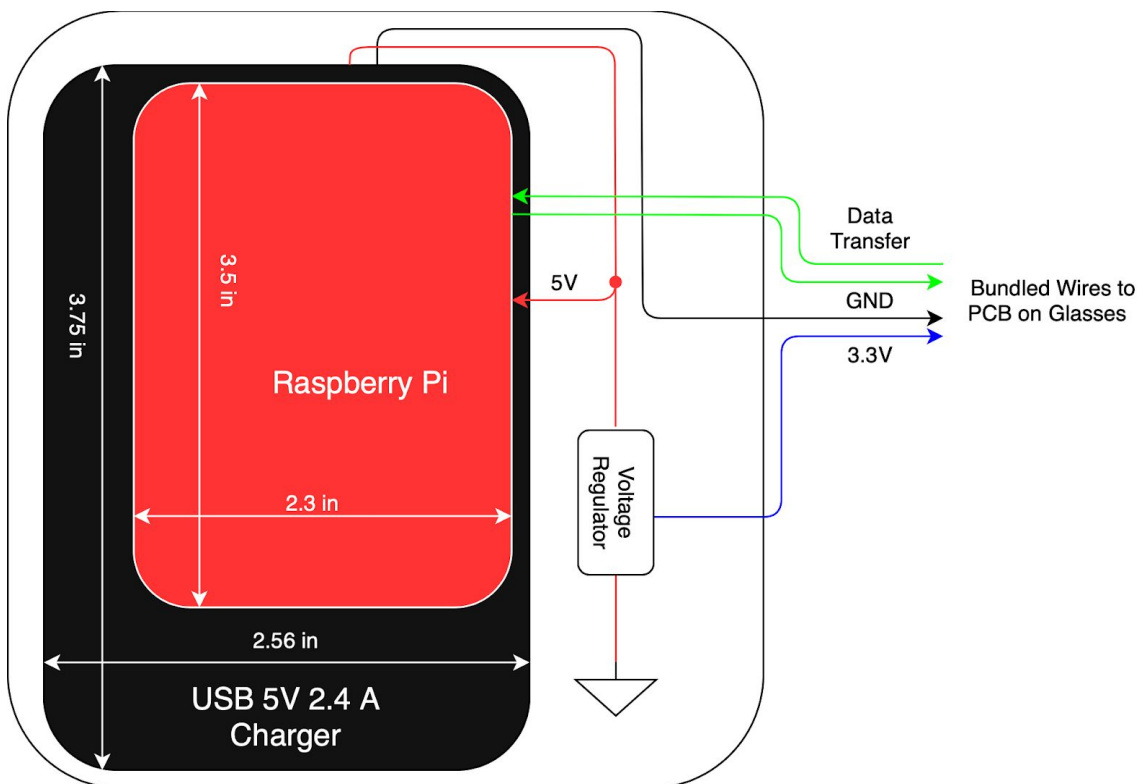 3.75 in
3.5 in
Raspberry Pi
2.3 in
2.56 in
USB 5V 2.4 A
Charger
5V
Voltage
Regulator
Data
Transfer
GND
3.3V
Bundled Wires to
PCB on Glasses